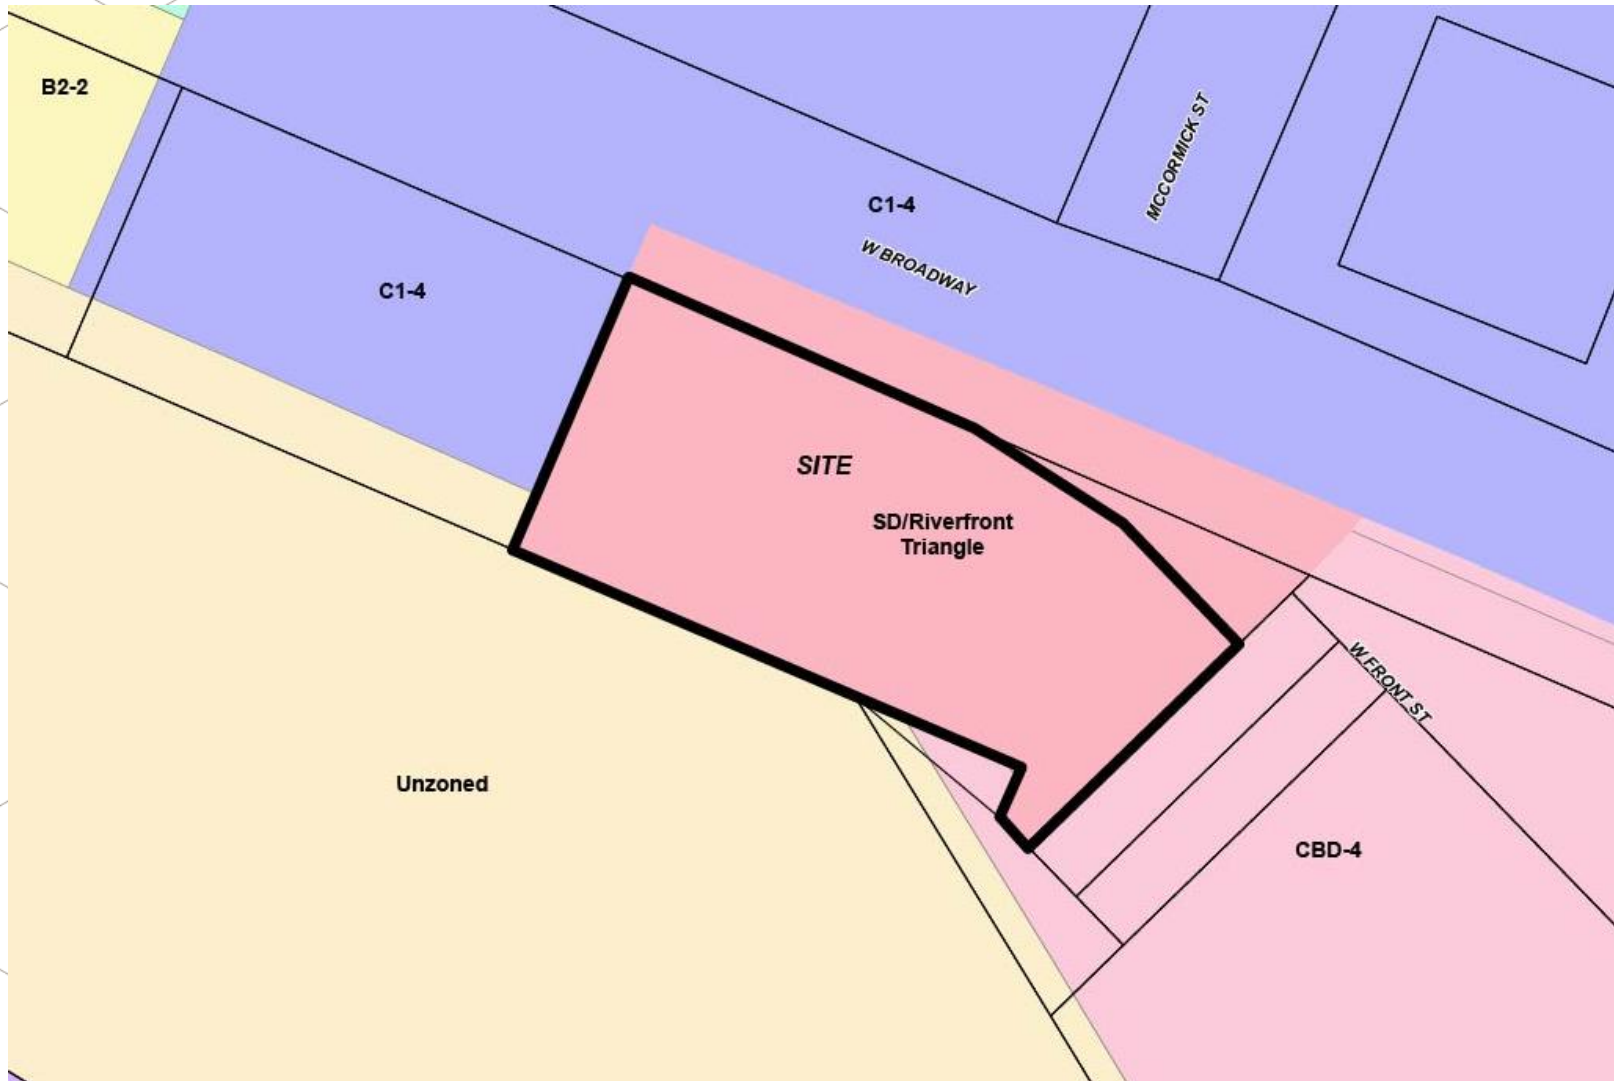 B2-2
MCCORMICK ST
C1-4
W BROADWAY
C1-4
SITE
SD/Riverfront
Triangle
W FRONT ST
Unzoned
CBD-4